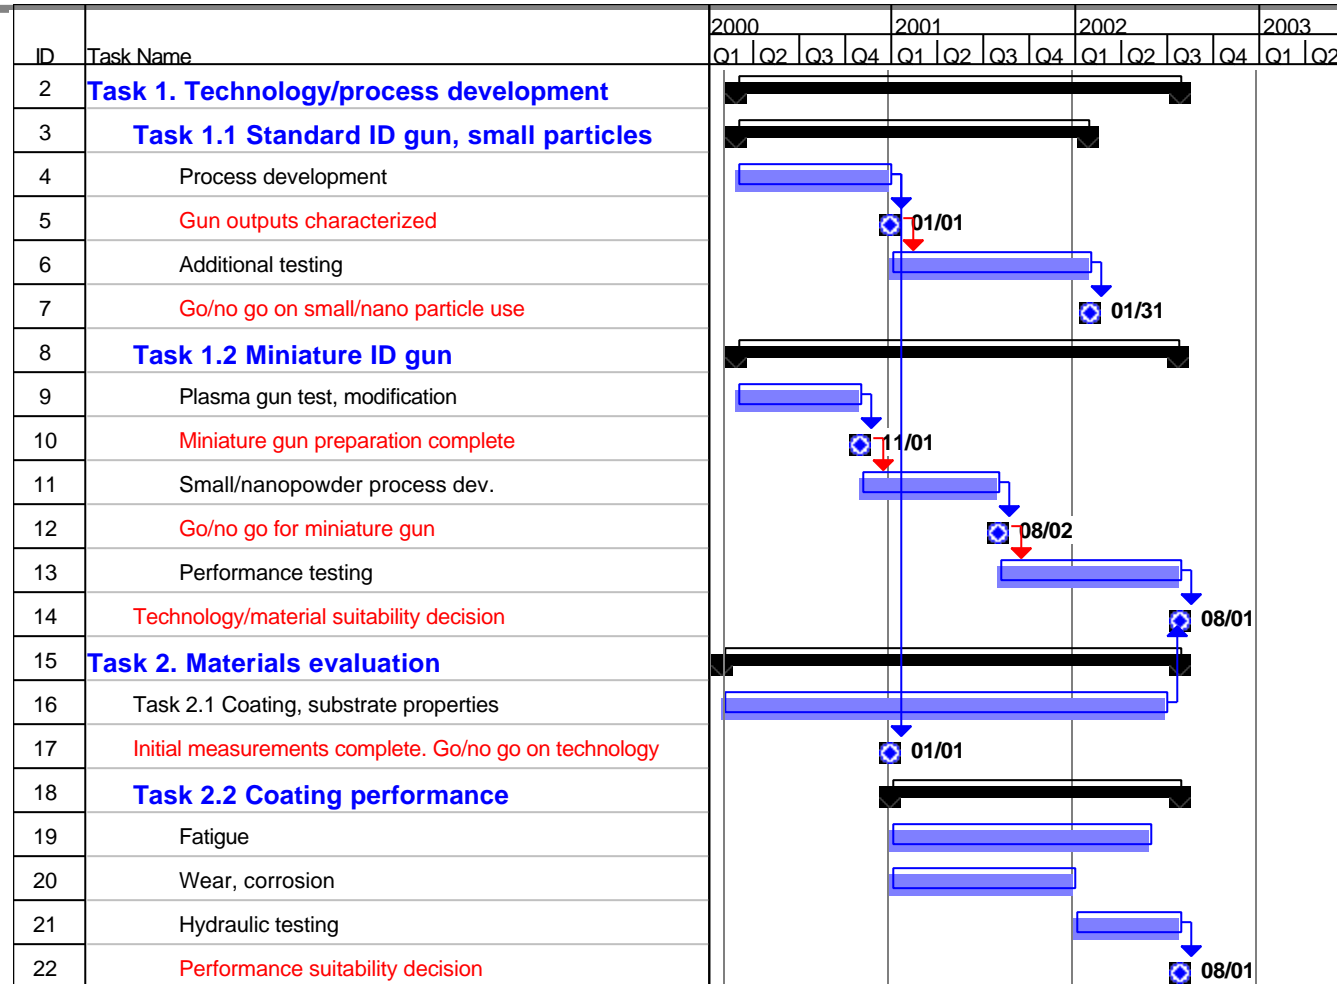 2000 2001 2002 2003
ID Task Name Q1 Q2 Q3 Q4 Q1 Q2 Q3 Q4 Q1 Q2 Q3 Q4 Q1 Q2
2 Task 1. Technology/process development
3 Task 1.1 Standard ID gun, small particles
4 Process development
5 Gun outputs characterized 01/01
6 Additional testing
7 Go/no go on small/nano particle use 01/31
8 Task 1.2 Miniature ID gun
9 Plasma gun test, modification
10 Miniature gun preparation complete 11/01
11 Small/nanopowder process dev.
12 Go/no go for miniature gun 08/02
13 Performance testing
14 Technology/material suitability decision 08/01
15 Task 2. Materials evaluation
16 Task 2.1 Coating, substrate properties
17 Initial measurements complete. Go/no go on technology 01/01
18 Task 2.2 Coating performance
19 Fatigue
20 Wear, corrosion
21 Hydraulic testing
22 Performance suitability decision 08/01